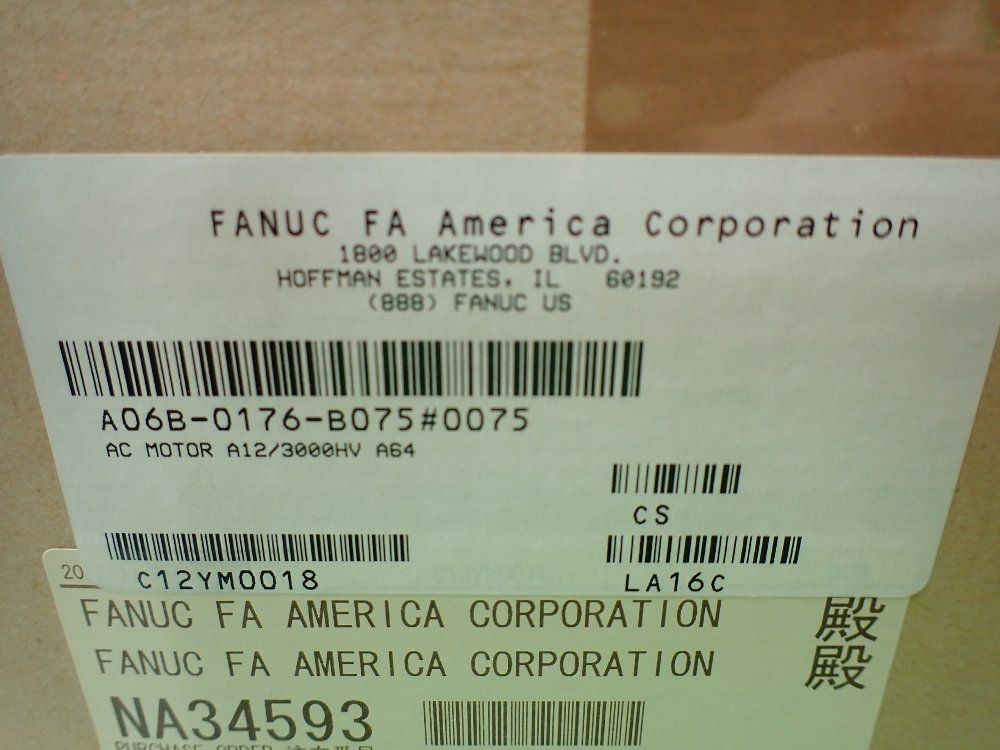 FANUC FA America Corporation
1800 LAKEWOOD BLVD.
HOFFMAN ESTATES, IL 60192
(888) FANUC US
A06B-0176-B075#0075
AC MOTOR A12/3000HV A64
CS
C12YM0018
LA16C
20
FANUC FA AMERICA CORPORATION 殿
FANUC FA AMERICA CORPORATION 殿
NA34593
PURCHASE ORDER